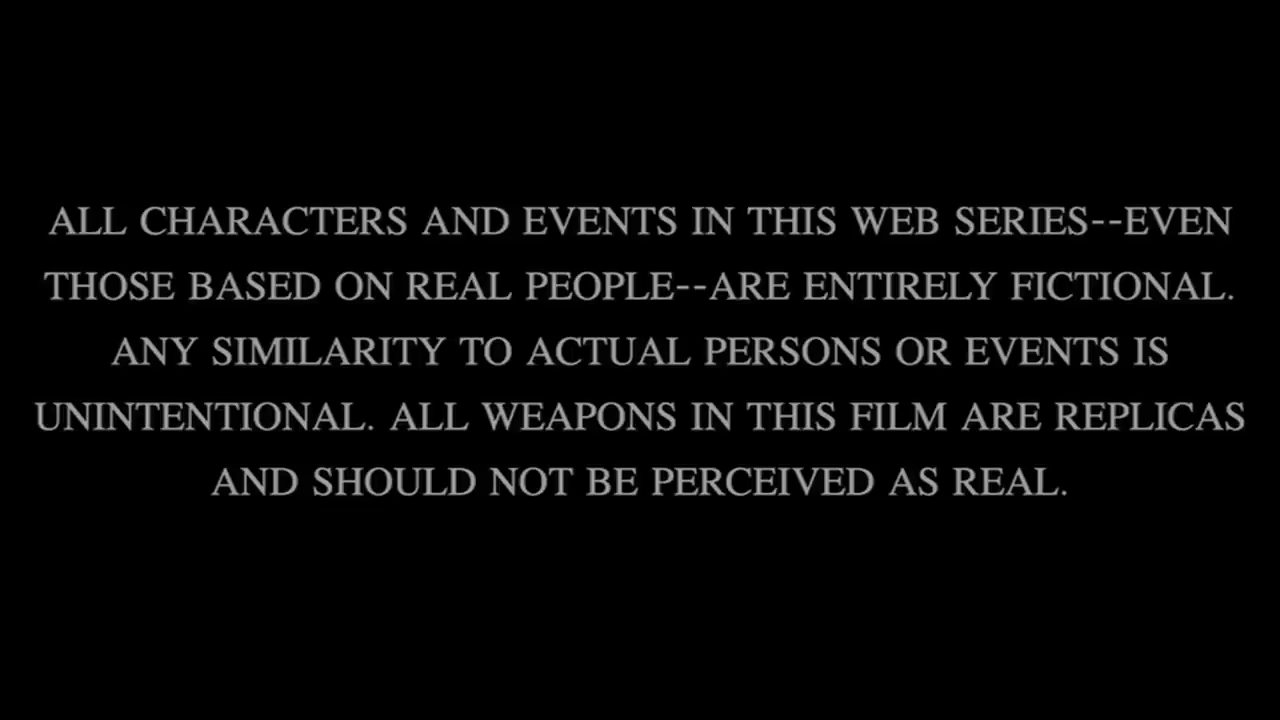 ALL CHARACTERS AND EVENTS IN THIS WEB SERIES--EVEN
THOSE BASED ON REAL PEOPLE--ARE ENTIRELY FICTIONAL.
ANY SIMILARITY TO ACTUAL PERSONS OR EVENTS IS
UNINTENTIONAL. ALL WEAPONS IN THIS FILM ARE REPLICAS
AND SHOULD NOT BE PERCEIVED AS REAL.